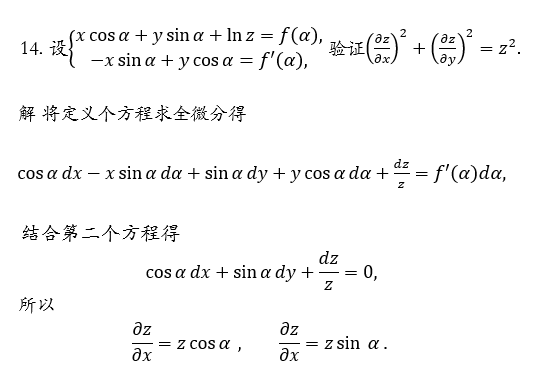 14. 设{x cos α + y sin α + ln z = f(α), −x sin α + y cos α = f′(α), 验证(∂z/∂x)² + (∂z/∂y)² = z².
解 将定义个方程求全微分得
cos α dx − x sin α dα + sin α dy + y cos α dα + dz/z = f′(α)dα,
结合第二个方程得
cos α dx + sin α dy + dz/z = 0,
所以
∂z/∂x = z cos α , ∂z/∂x = z sin α .